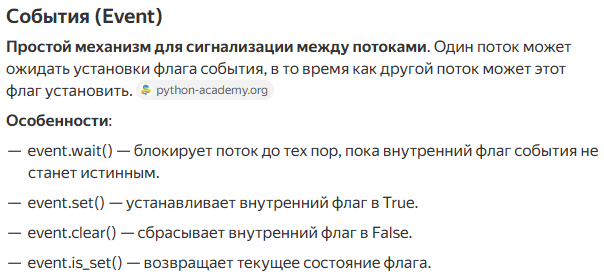 События (Event)
Простой механизм для сигнализации между потоками. Один поток может
ожидать установки флага события, в то время как другой поток может этот
флаг установить. python-academy.org
Особенности:
— event.wait() — блокирует поток до тех пор, пока внутренний флаг события не
станет истинным.
— event.set() — устанавливает внутренний флаг в True.
— event.clear() — сбрасывает внутренний флаг в False.
— event.is_set() — возвращает текущее состояние флага.